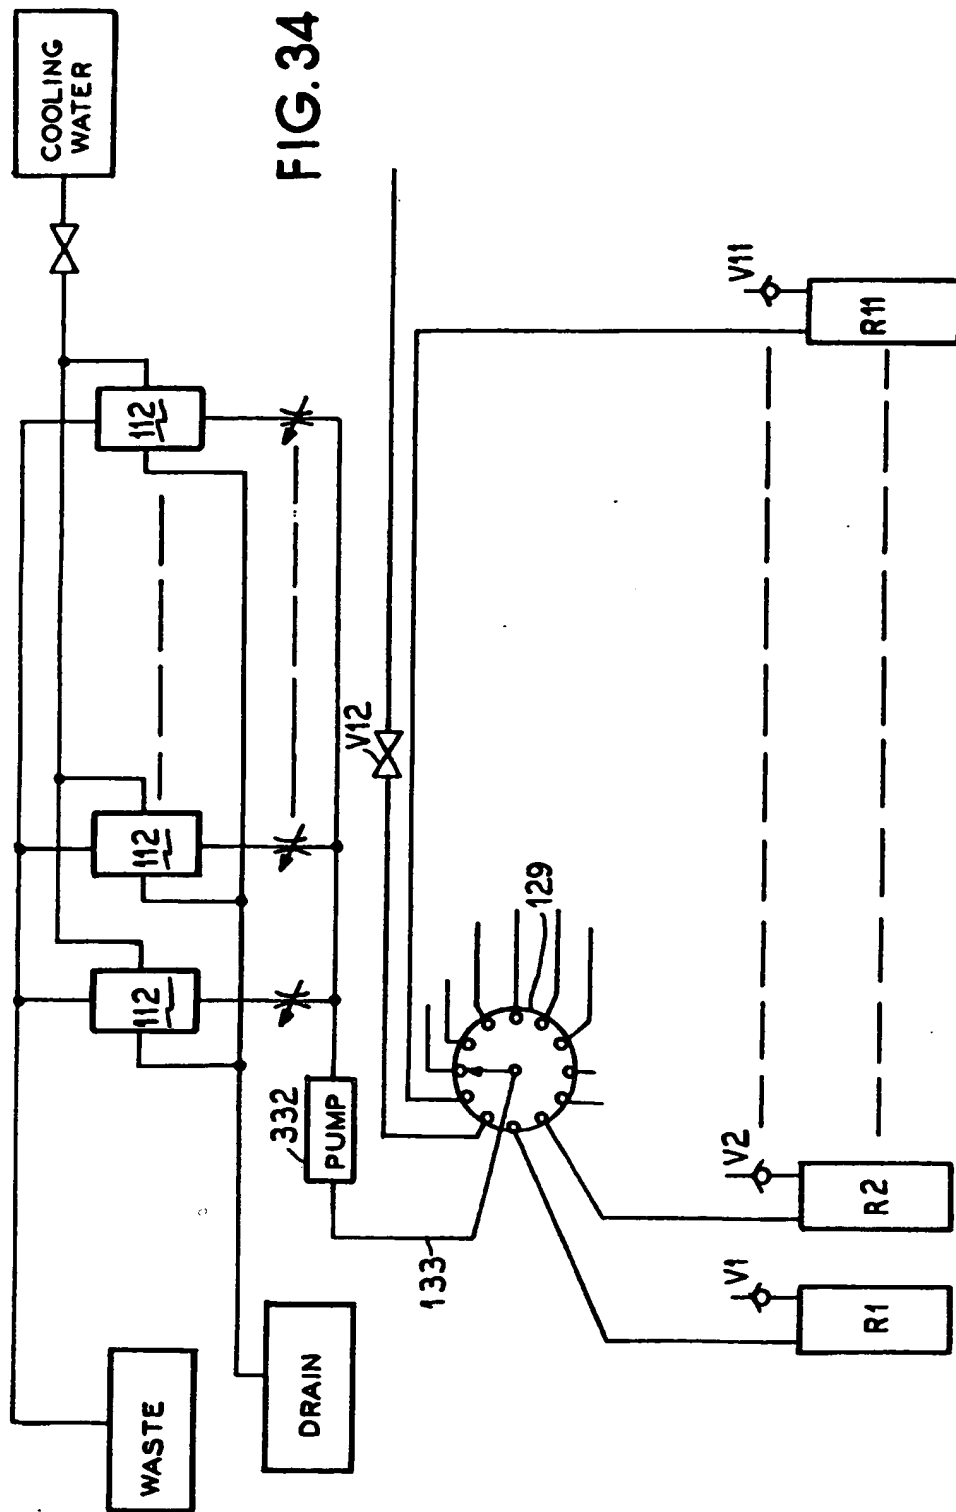 COOLING
WATER
FIG. 34
112
112
112
332
PUMP
V12
133
129
V11
V2
V1
R11
R2
R1
WASTE
DRAIN